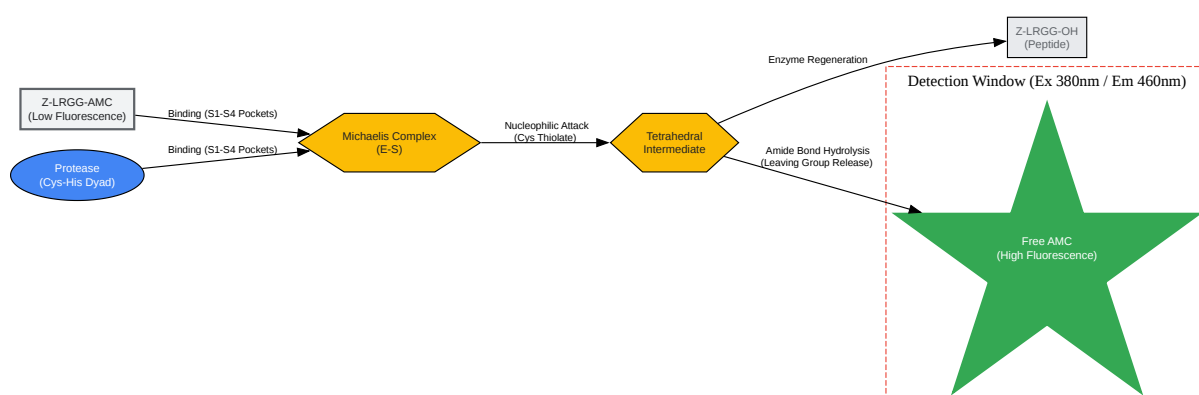 Z-LRGG-AMC
(Low Fluorescence)
Protease
(Cys-His Dyad)
Binding (S1-S4 Pockets)
Binding (S1-S4 Pockets)
Michaelis Complex
(E-S)
Nucleophilic Attack
(Cys Thiolate)
Tetrahedral
Intermediate
Enzyme Regeneration
Amide Bond Hydrolysis
(Leaving Group Release)
Z-LRGG-OH
(Peptide)
Detection Window (Ex 380nm / Em 460nm)
Free AMC
(High Fluorescence)